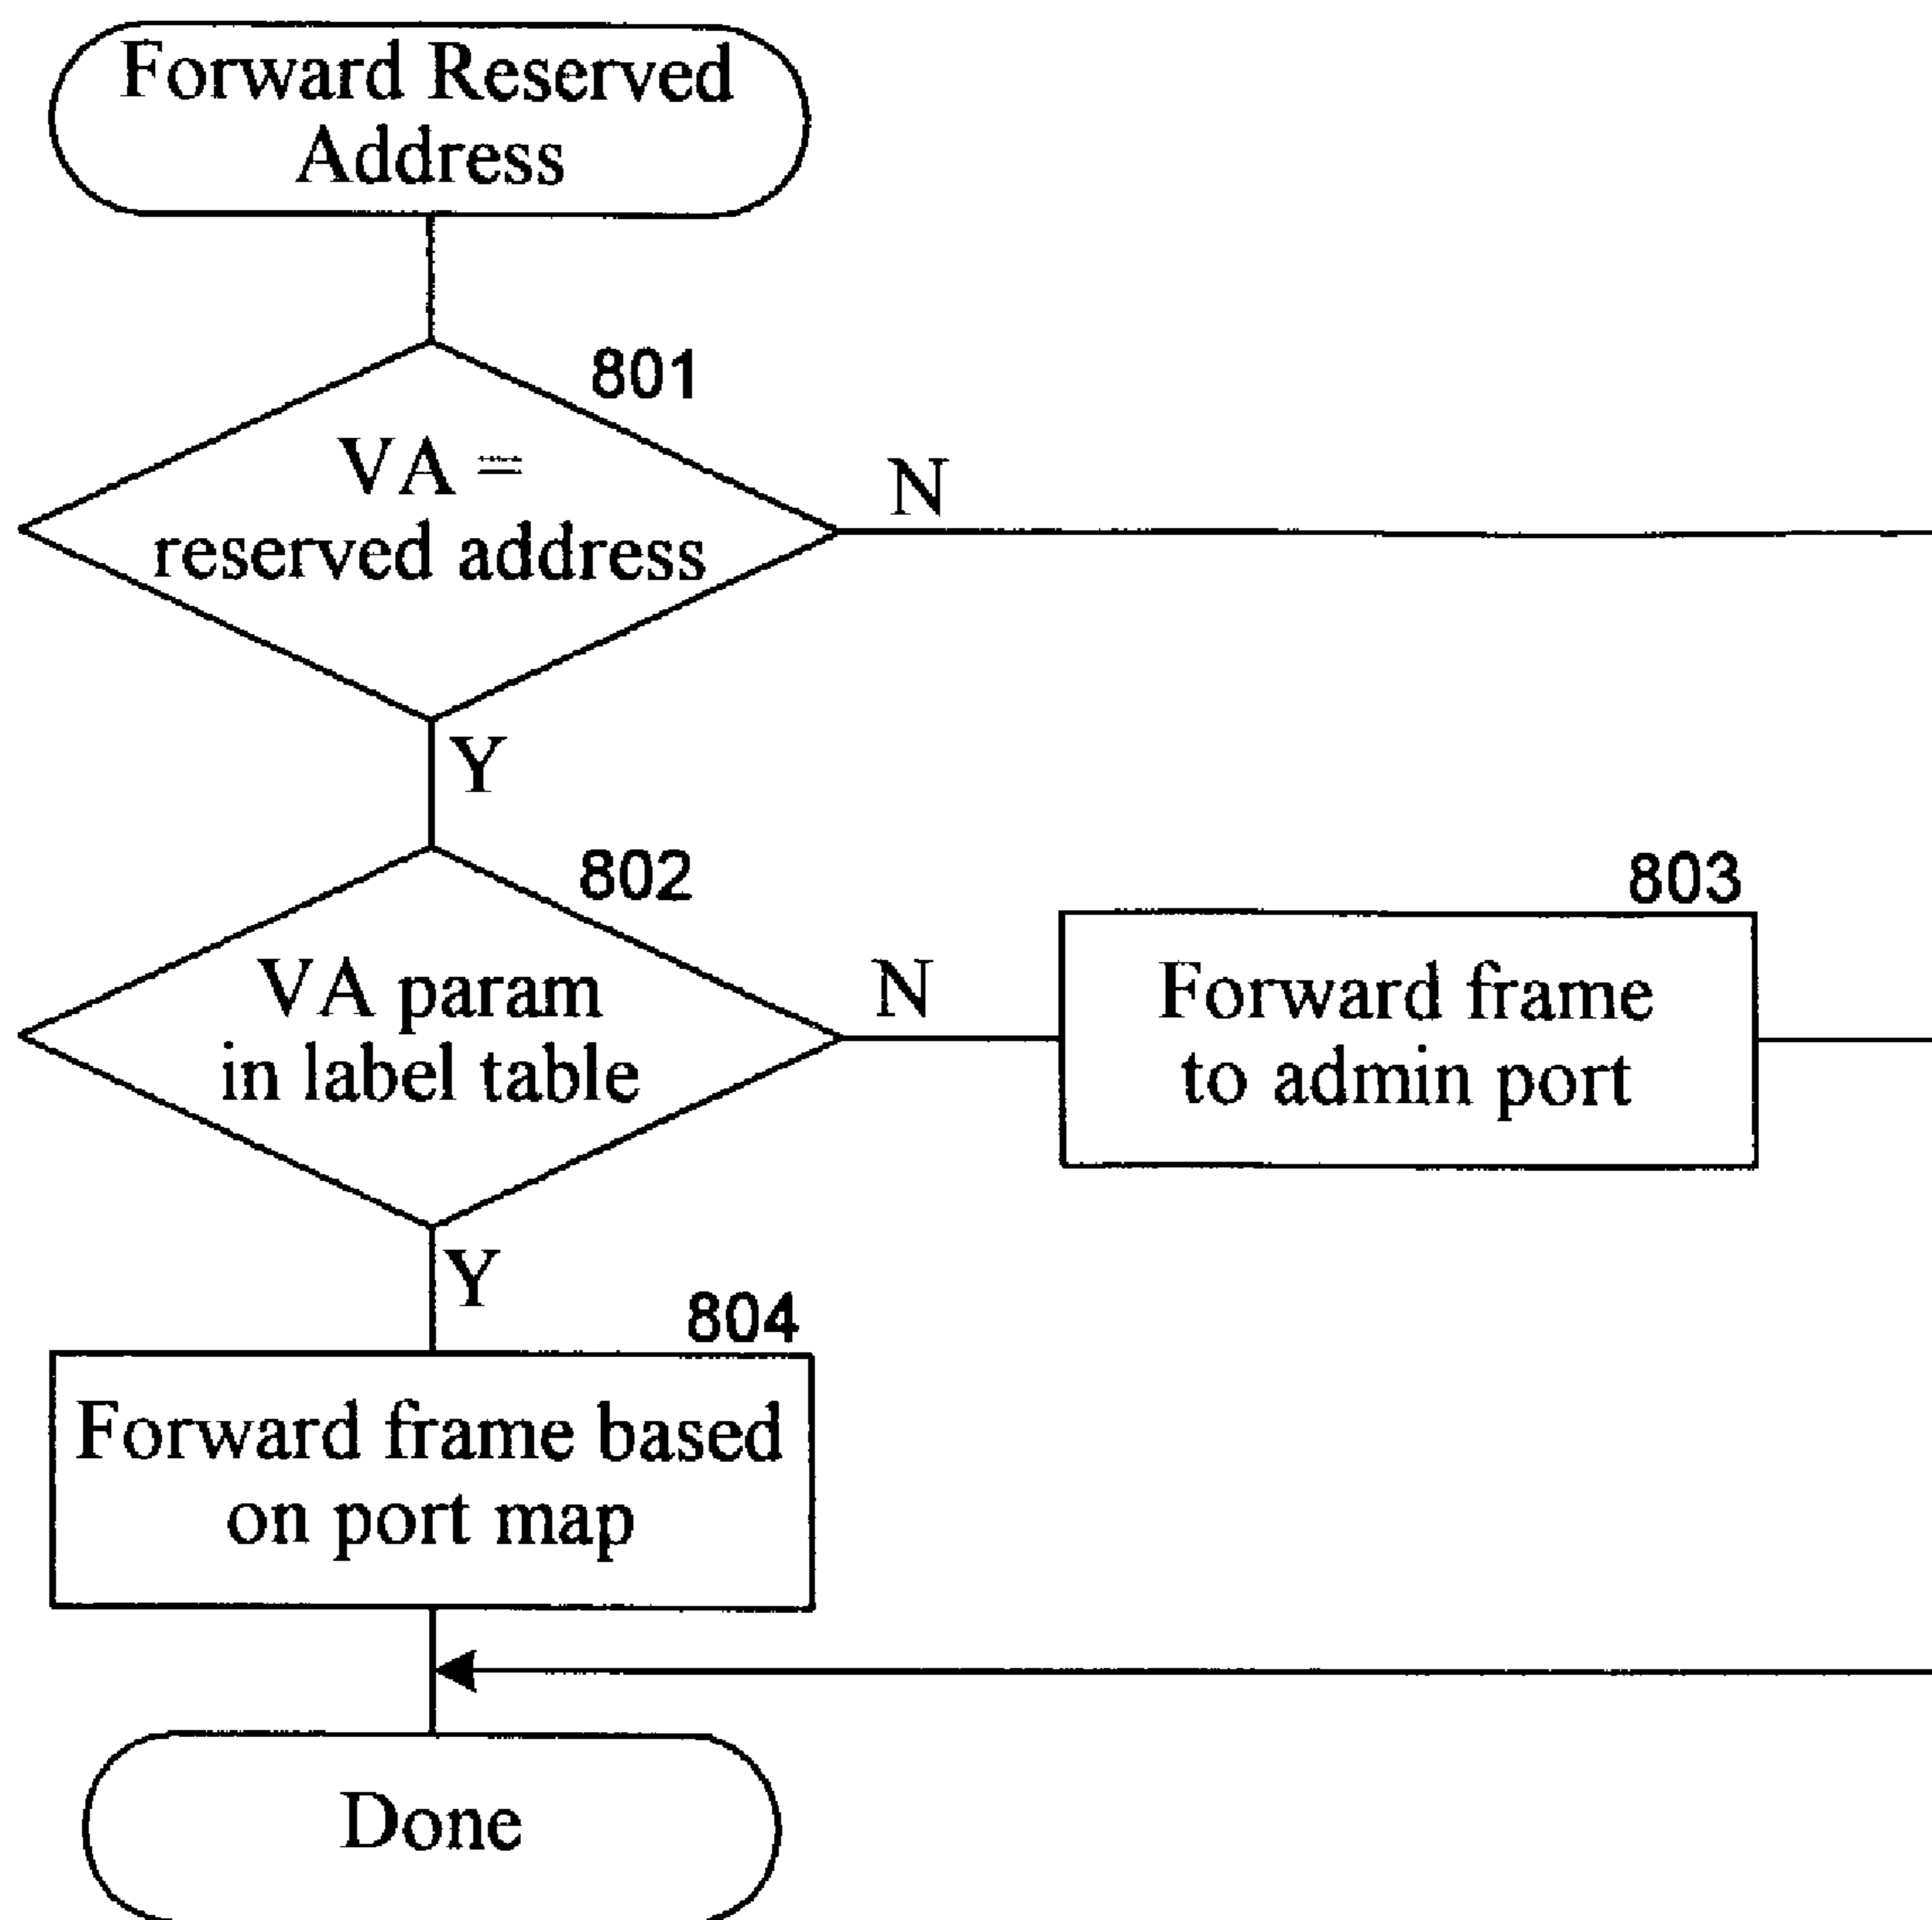 Forward Reserved
Address
801
VA =
reserved address
N
Y
802
VA param
in label table
N
803
Forward frame
to admin port
Y
804
Forward frame based
on port map
Done